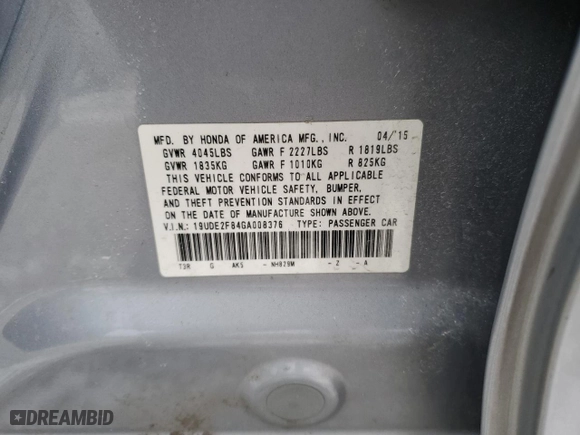 MFD. BY HONDA OF AMERICA MFG., INC. 04/'15
GVWR 4045LBS GAWR F 2227LBS R 1819LBS
GVWR 1835KG GAWR F 1010KG R 825KG
THIS VEHICLE CONFORMS TO ALL APPLICABLE
FEDERAL MOTOR VEHICLE SAFETY, BUMPER,
AND THEFT PREVENTION STANDARDS IN EFFECT
ON THE DATE OF MANUFACTURE SHOWN ABOVE.
V.I.N.: 19UDE2F84GA008376 TYPE: PASSENGER CAR
T3R G AKS - NH829M - Z - A
DREAMBID